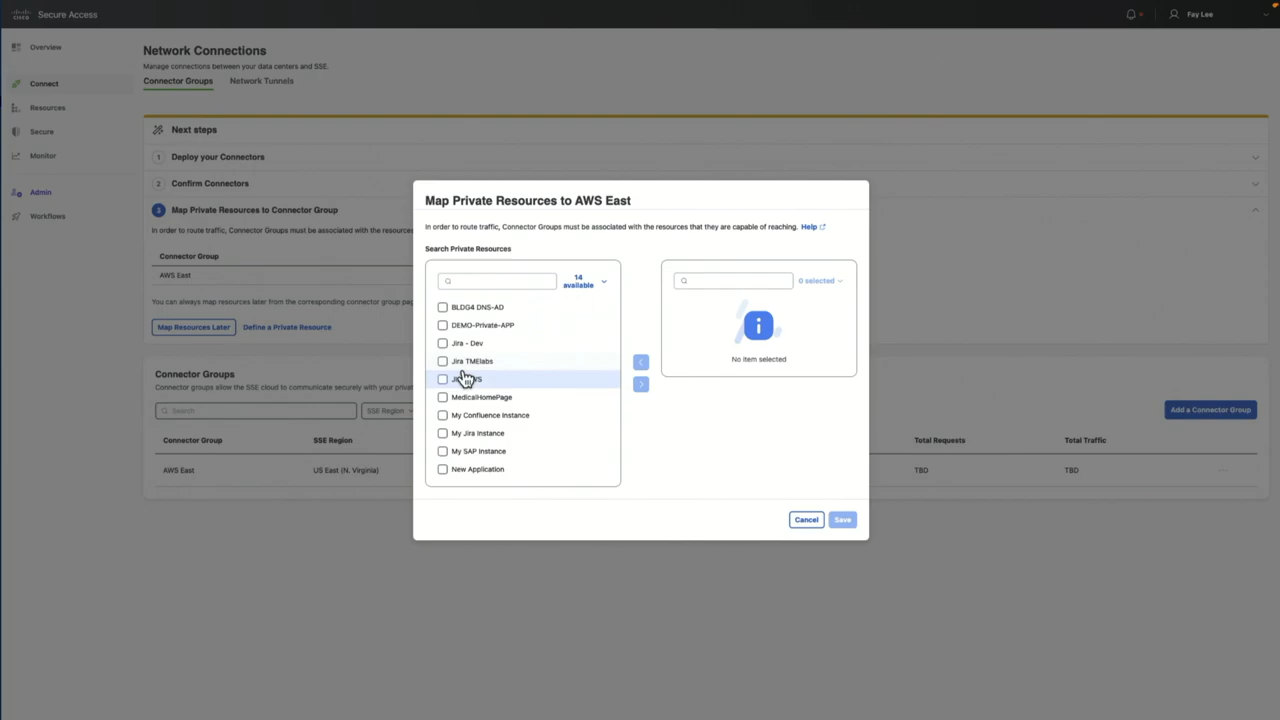 CISCO
Secure Access
Fay Lee
Overview
Connect
Resources
Secure
Monitor
Admin
Workflows
Network Connections
Manage connections between your data centers and SSE.
Connector Groups Network Tunnels
Next steps
1 Deploy your Connectors
2 Confirm Connectors
3 Map Private Resources to Connector Group
In order to route traffic, Connector Groups must be associated with the resources
Connector Group
AWS East
You can always map resources later from the corresponding connector group
Map Resources Later Define a Private Resource
Connector Groups
Connector groups allow the SSE cloud to communicate securely with your
Search SSE Region Add a Connector Group
Connector Group SSE Region Total Requests Total Traffic
AWS East US East (N. Virginia) TBD TBD ...
Map Private Resources to AWS East
In order to route traffic, Connector Groups must be associated with the resources that they are capable of reaching. Help
Search Private Resources
14
available
BLDG4 DNS-AD
DEMO-Private-APP
Jira - Dev
Jira TMElabs
MedicalHomePage
My Confluence Instance
My Jira Instance
My SAP Instance
New Application
0 selected
No item selected
Cancel Save